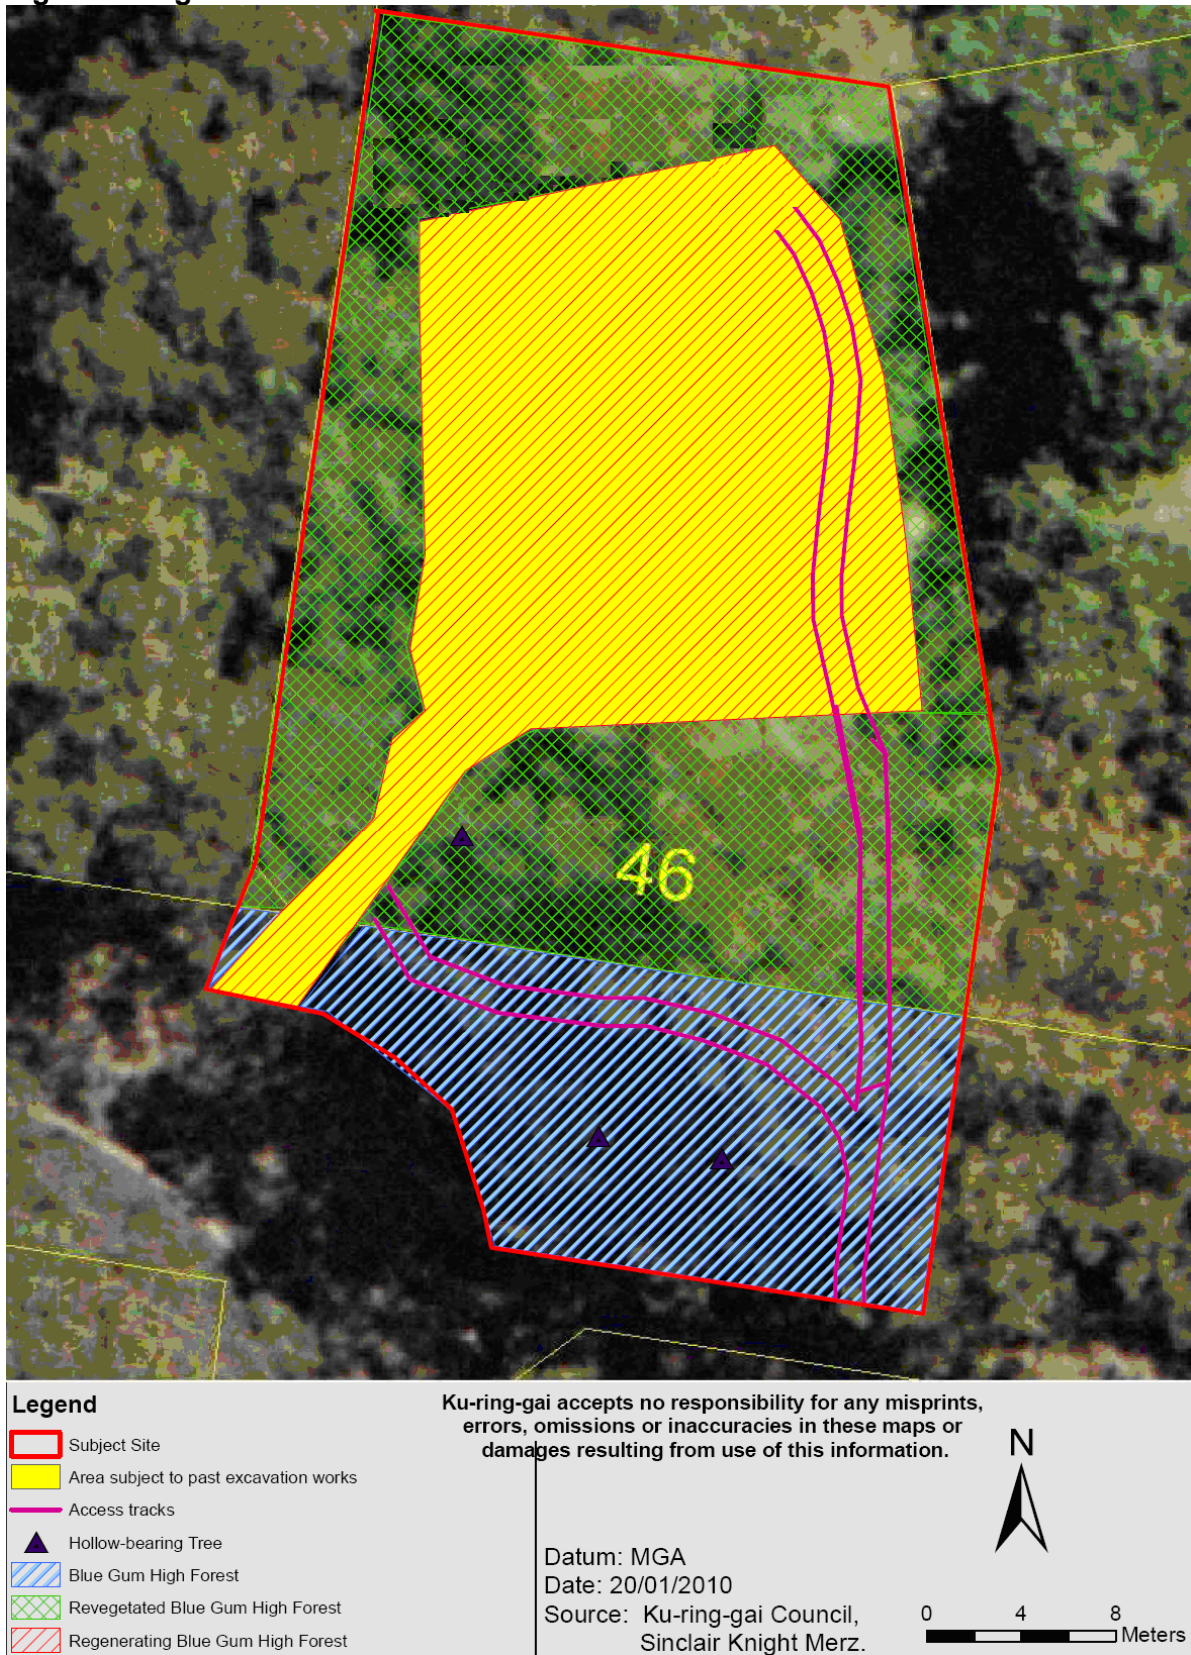 46
Legend
Subject Site
Area subject to past excavation works
Access tracks
Hollow-bearing Tree
Blue Gum High Forest
Revegetated Blue Gum High Forest
Regenerating Blue Gum High Forest
Ku-ring-gai accepts no responsibility for any misprints,
errors, omissions or inaccuracies in these maps or
damages resulting from use of this information.
Datum: MGA
Date: 20/01/2010
Source: Ku-ring-gai Council,
Sinclair Knight Merz.
N
0 4 8
Meters